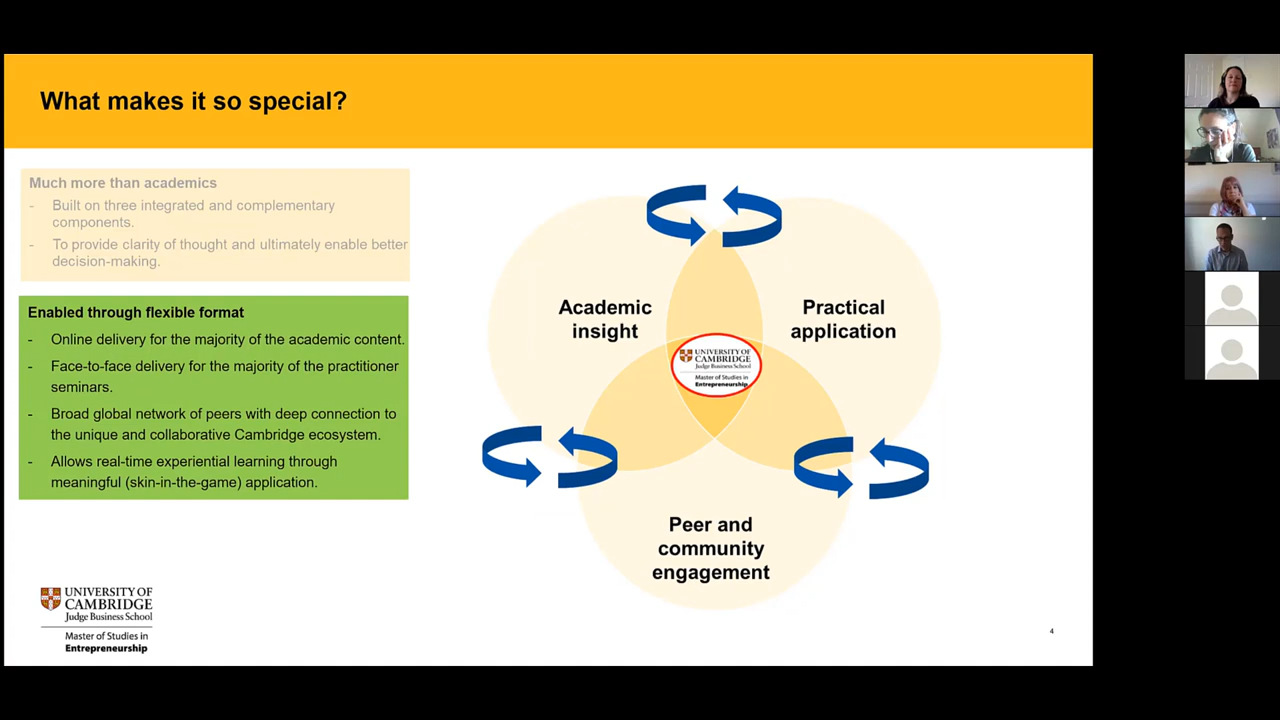 What makes it so special?
Much more than academics
- Built on three integrated and complementary
components.
- To provide clarity of thought and ultimately enable better
decision-making.
Enabled through flexible format
- Online delivery for the majority of the academic content.
- Face-to-face delivery for the majority of the practitioner
seminars.
- Broad global network of peers with deep connection to
the unique and collaborative Cambridge ecosystem.
- Allows real-time experiential learning through
meaningful (skin-in-the-game) application.
Academic
insight
Practical
application
UNIVERSITY OF
CAMBRIDGE
Judge Business School
Master of Studies in
Entrepreneurship
Peer and
community
engagement
UNIVERSITY OF
CAMBRIDGE
Judge Business School
Master of Studies in
Entrepreneurship
4